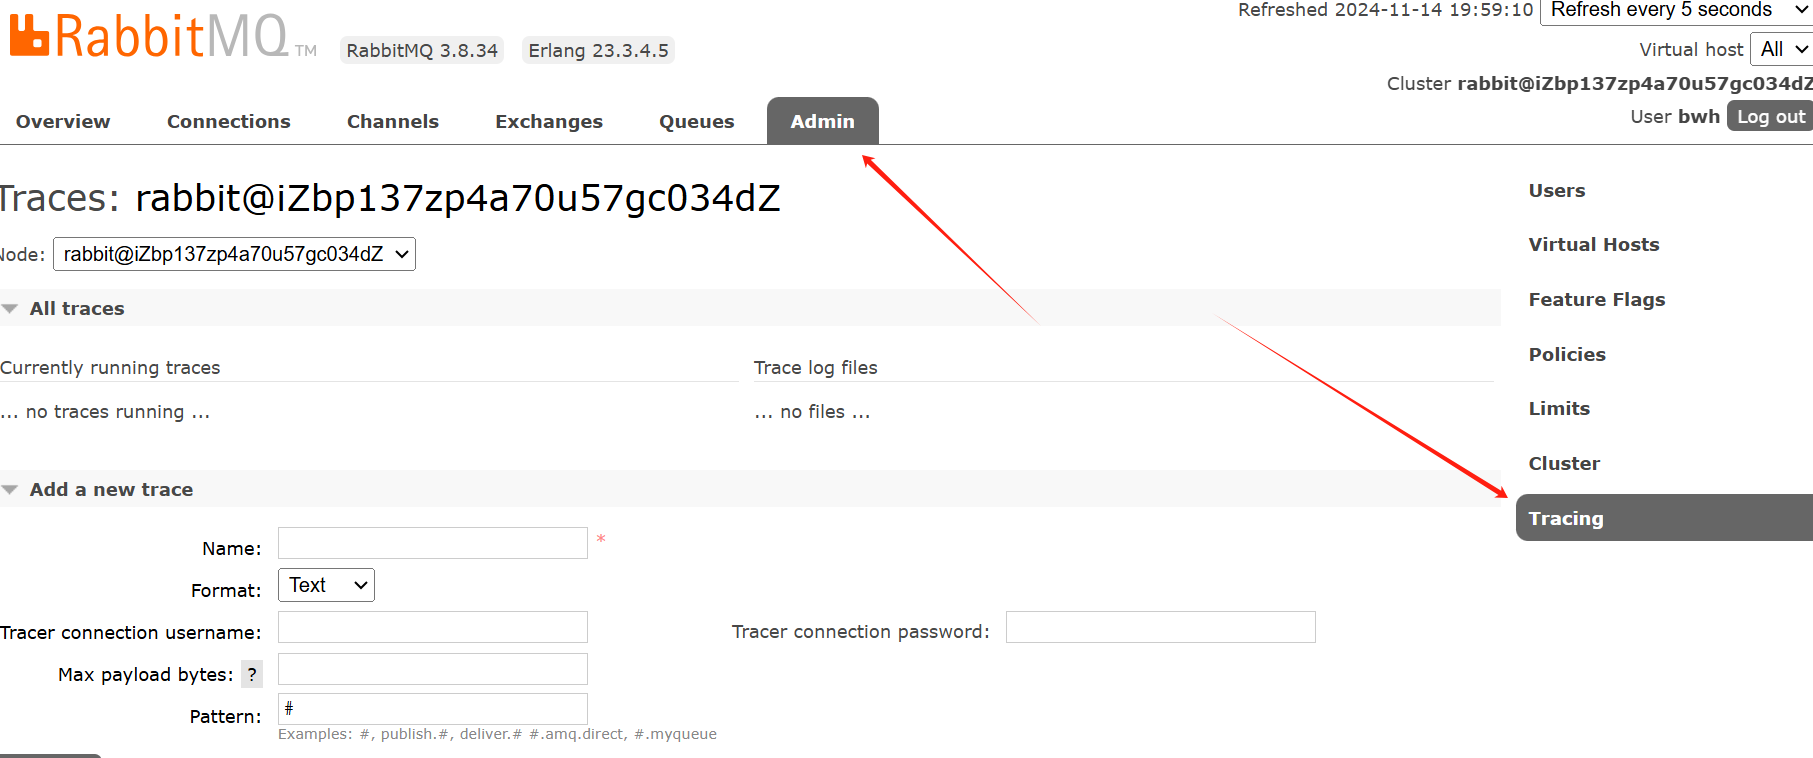 Refreshed 2024-11-14 19:59:10 Refresh every 5 seconds
RabbitMQ TM RabbitMQ 3.8.34 Erlang 23.3.4.5
Virtual host All
Cluster rabbit@iZbp137zp4a70u57gc034dZ
User bwh Log out
Overview Connections Channels Exchanges Queues Admin
Traces: rabbit@iZbp137zp4a70u57gc034dZ
Node: rabbit@iZbp137zp4a70u57gc034dZ
All traces
Currently running traces Trace log files
... no traces running ... ... no files ...
Add a new trace
Name: *
Format: Text
Tracer connection username: Tracer connection password:
Max payload bytes: ?
Pattern: #
Examples: #, publish.#, deliver.# #.amq.direct, #.myqueue
Users
Virtual Hosts
Feature Flags
Policies
Limits
Cluster
Tracing